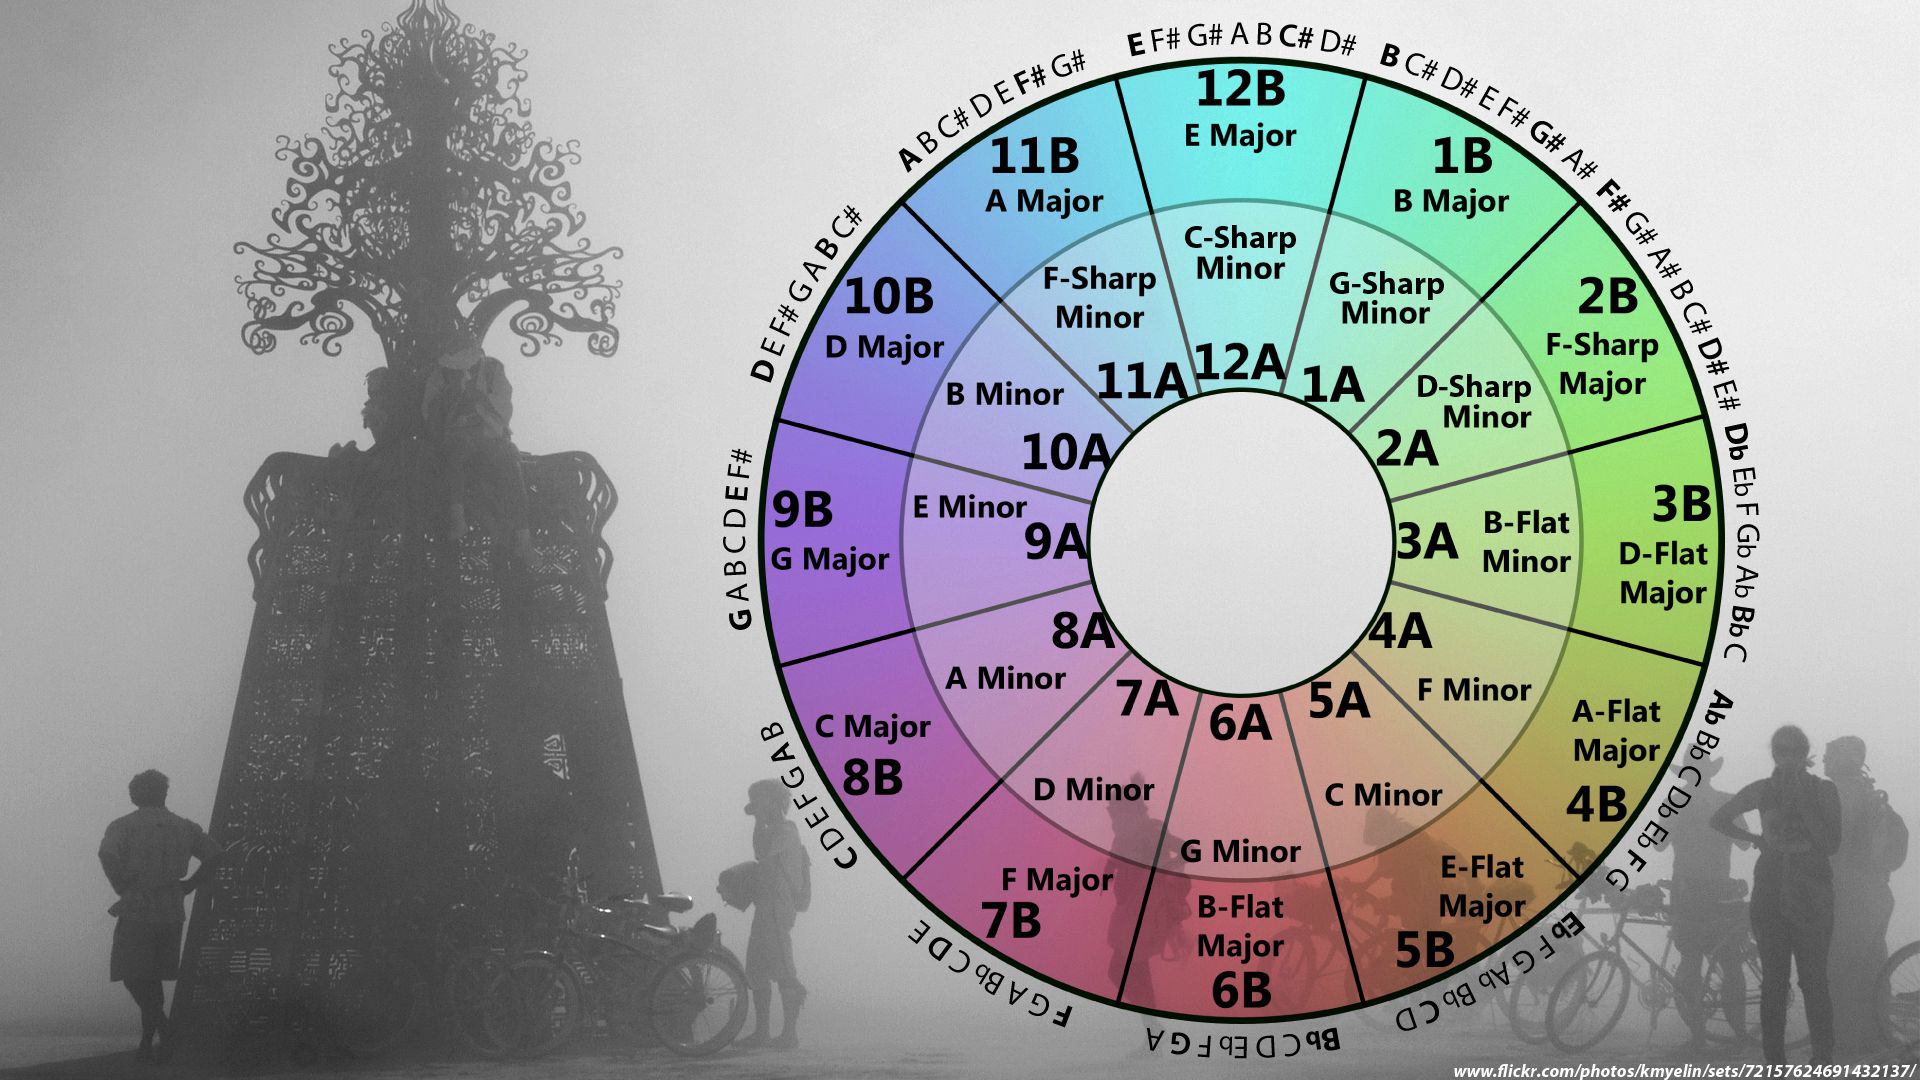 E F# G# A B C# D#
12B
E Major
C-Sharp
Minor
12A
B C# D# E F# G# A#
1B
B Major
G-Sharp
Minor
1A
F# G# A# B C# D# E#
2B
F-Sharp
Major
D-Sharp
Minor
2A
Db Eb F Gb Ab Bb C
3B
D-Flat
Major
B-Flat
Minor
3A
Ab Bb C Db Eb F G
A-Flat
Major
4B
F Minor
4A
Eb F G Ab Bb C D
E-Flat
Major
5B
C Minor
5A
Bb C D Eb F G A
B-Flat
Major
6B
G Minor
6A
F G A Bb C D E
F Major
7B
D Minor
7A
C D E F G A B
C Major
8B
A Minor
8A
G A B C D E F#
9B
G Major
E Minor
9A
D E F# G A B C#
10B
D Major
B Minor
10A
A B C# D E F# G#
11B
A Major
F-Sharp
Minor
11A
www.flickr.com/photos/kmyelin/sets/72157624691432137/